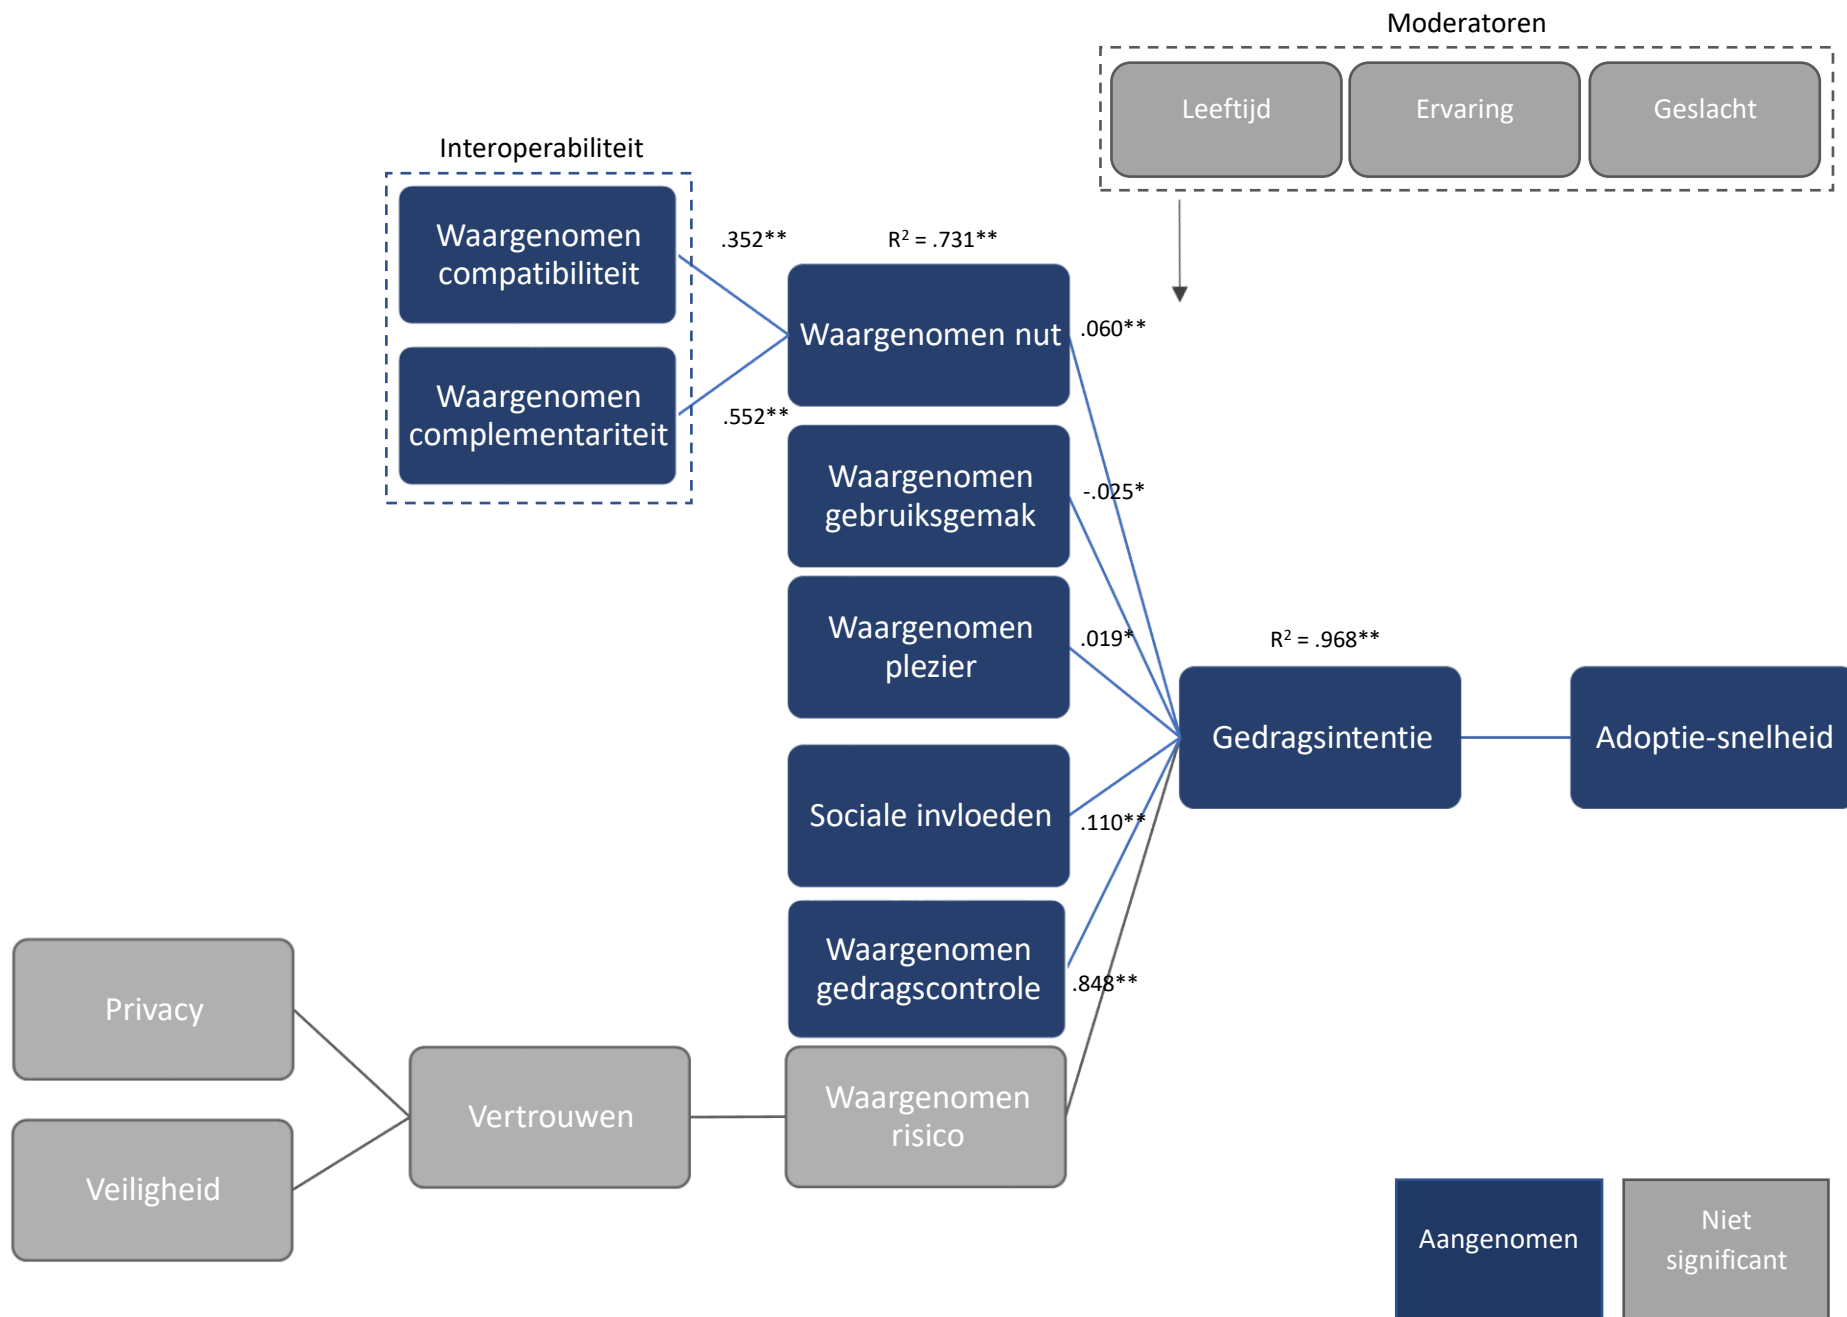 Moderatoren
Leeftijd
Ervaring
Geslacht
Interoperabiliteit
Waargenomen
compatibiliteit
Waargenomen
complementariteit
.352**
.552**
R² = .731**
Waargenomen nut
.060**
Waargenomen
gebruiksgemak
-.025*
Waargenomen
plezier
.019*
Sociale invloeden
.110**
Waargenomen
gedragscontrole
.848**
R² = .968**
Gedragsintentie
Adoptie-snelheid
Privacy
Veiligheid
Vertrouwen
Waargenomen
risico
Aangenomen
Niet
significant